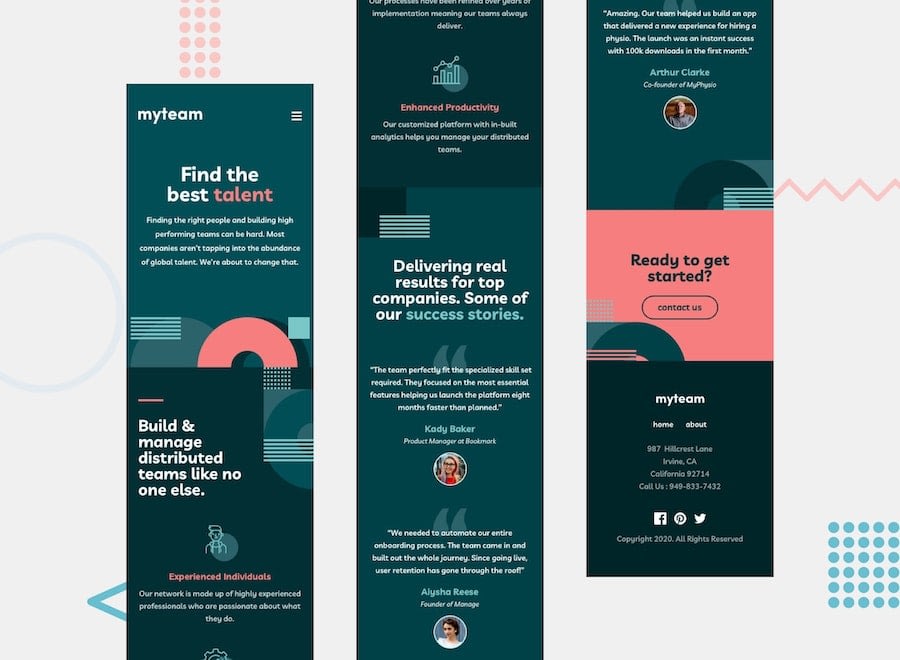 myteam
Find the
best talent
Finding the right people and building high
performing teams can be hard. Most
companies aren't tapping into the abundance
of global talent. We're about to change that.
Build &
manage
distributed
teams like no
one else.
Experienced Individuals
Our network is made up of highly experienced
professionals who are passionate about what
they do.
Our processes have been refined over years of
implementation meaning our teams always
deliver.
Enhanced Productivity
Our customized platform with in-built
analytics helps you manage your distributed
teams.
Delivering real
results for top
companies. Some of
our success stories.
“The team perfectly fit the specialized skill set
required. They focused on the most essential
features helping us launch the platform eight
months faster than planned.”
Kady Baker
Product Manager at Bookmark
“We needed to automate our entire
onboarding process. The team came in and
built out the whole journey. Since going live,
user retention has gone through the roof!”
Aiysha Reese
Founder of Manage
“Amazing. Our team helped us build an app
that delivered a new experience for hiring a
physio. The launch was an instant success
with 100k downloads in the first month.”
Arthur Clarke
Co-founder of MyPhysio
Ready to get
started?
contact us
myteam
home about
987 Hillcrest Lane
Irvine, CA
California 92714
Call Us : 949-833-7432
Copyright 2020. All Rights Reserved